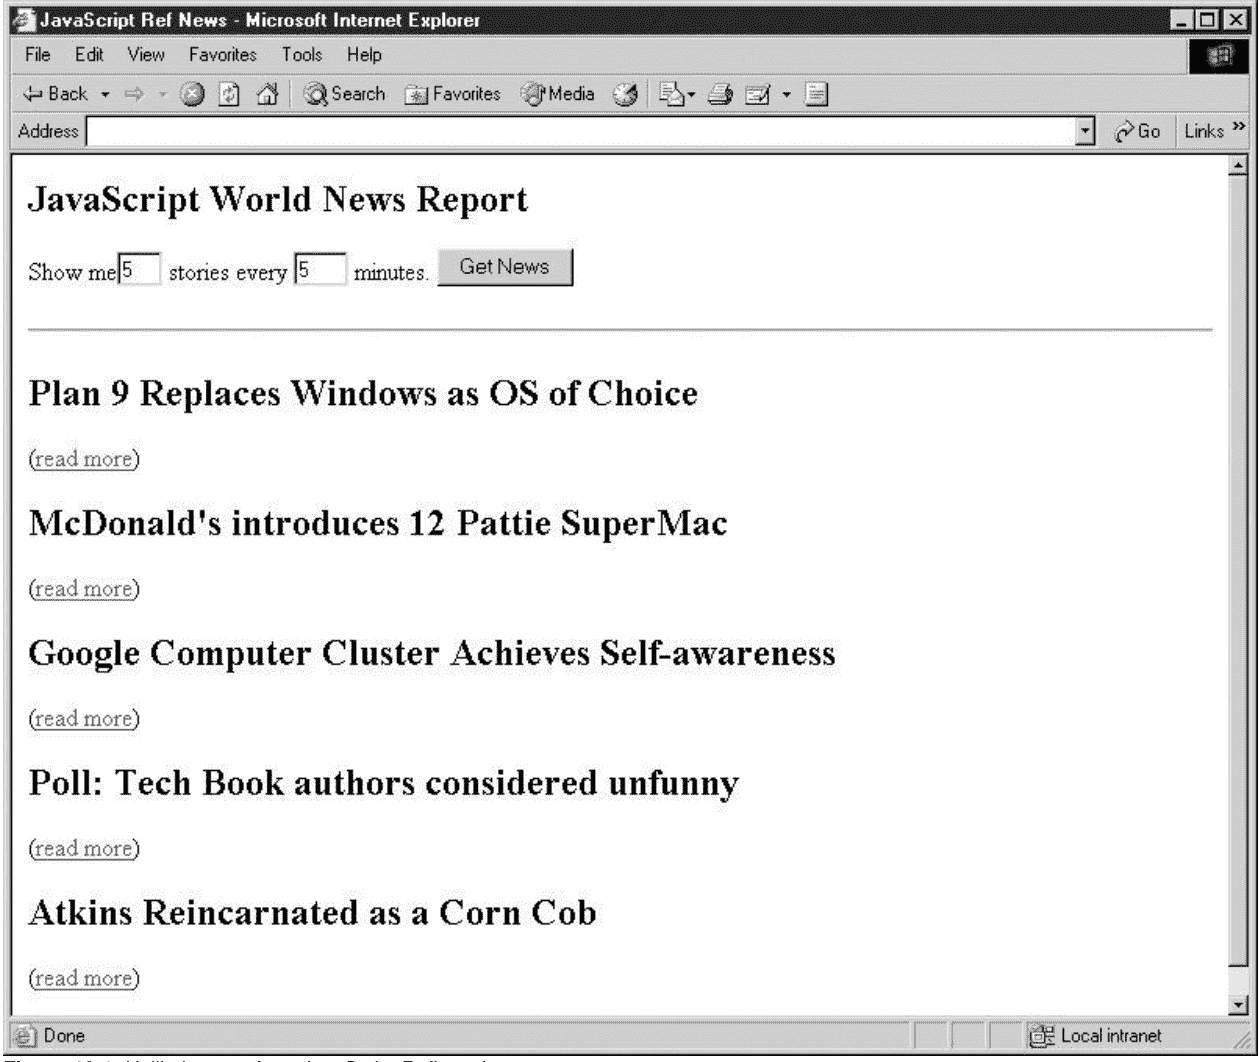 JavaScript Ref News - Microsoft Internet Explorer
File Edit View Favorites Tools Help
Back Search Favorites Media
Address Go Links »
JavaScript World News Report
Show me 5 stories every 5 minutes. Get News
Plan 9 Replaces Windows as OS of Choice
(read more)
McDonald's introduces 12 Pattie SuperMac
(read more)
Google Computer Cluster Achieves Self-awareness
(read more)
Poll: Tech Book authors considered unfunny
(read more)
Atkins Reincarnated as a Corn Cob
(read more)
Done Local intranet